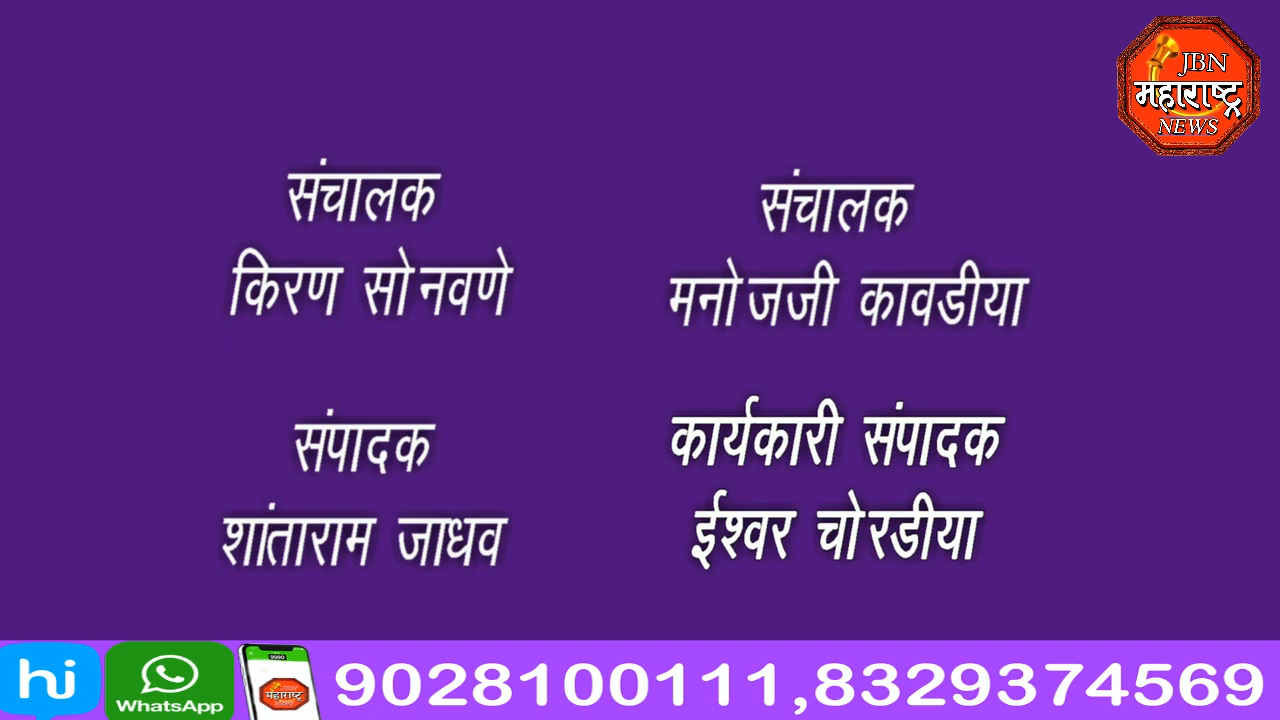 JBN
महाराष्ट्र
NEWS
संचालक
किरण सोनवणे
संचालक
मनोजजी कावडीया
संपादक
शांताराम जाधव
कार्यकारी संपादक
ईश्वर चोरडीया
hi
WhatsApp
महाराष्ट्र
9028100111,8329374569